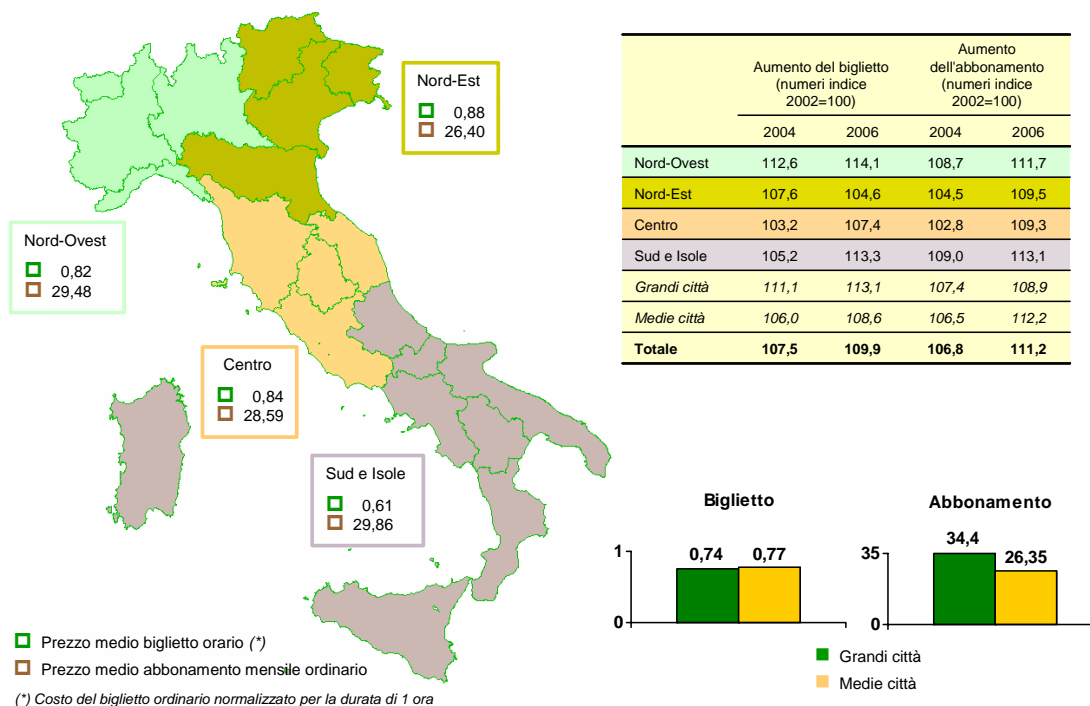 Nord-Est
0,88
26,40
Nord-Ovest
0,82
29,48
Centro
0,84
28,59
Sud e Isole
0,61
29,86
Prezzo medio biglietto orario (*)
Prezzo medio abbonamento mensile ordinario
(*) Costo del biglietto ordinario normalizzato per la durata di 1 ora
Aumento del biglietto
(numeri indice
2002=100)
Aumento
dell'abbonamento
(numeri indice
2002=100)
2004 2006 2004 2006
Nord-Ovest 112,6 114,1 108,7 111,7
Nord-Est 107,6 104,6 104,5 109,5
Centro 103,2 107,4 102,8 109,3
Sud e Isole 105,2 113,3 109,0 113,1
Grandi città 111,1 113,1 107,4 108,9
Medie città 106,0 108,6 106,5 112,2
Totale 107,5 109,9 106,8 111,2
Biglietto
1
0,74 0,77
0
Abbonamento
34,4
35
26,35
0
Grandi città
Medie città